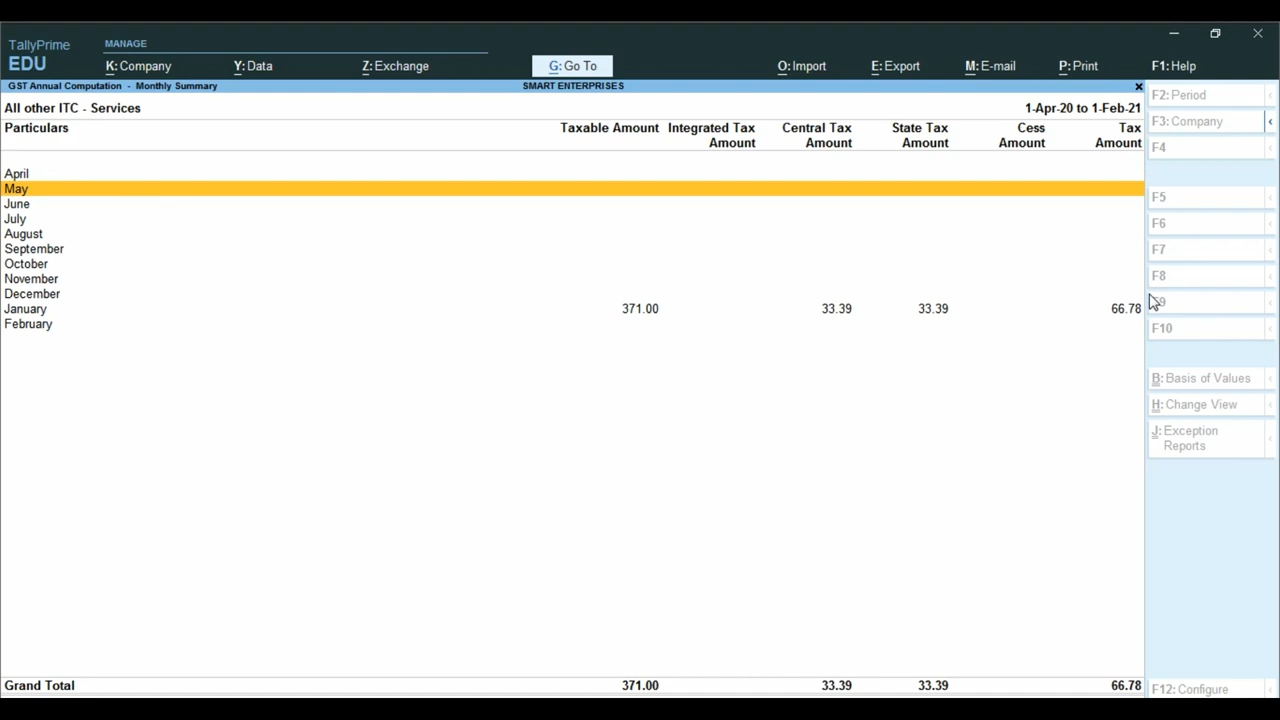 TallyPrime
EDU
MANAGE
K: Company Y: Data Z: Exchange G: Go To O: Import E: Export M: E-mail P: Print F1: Help
GST Annual Computation - Monthly Summary SMART ENTERPRISES x
All other ITC - Services 1-Apr-20 to 1-Feb-21
Particulars Taxable Amount Integrated Tax Amount Central Tax Amount State Tax Amount Cess Amount Tax Amount
April
May
June
July
August
September
October
November
December
January 371.00 33.39 33.39 66.78
February
Grand Total 371.00 33.39 33.39 66.78
F2: Period
F3: Company
F4
F5
F6
F7
F8
F9
F10
B: Basis of Values
H: Change View
J: Exception
Reports
F12: Configure